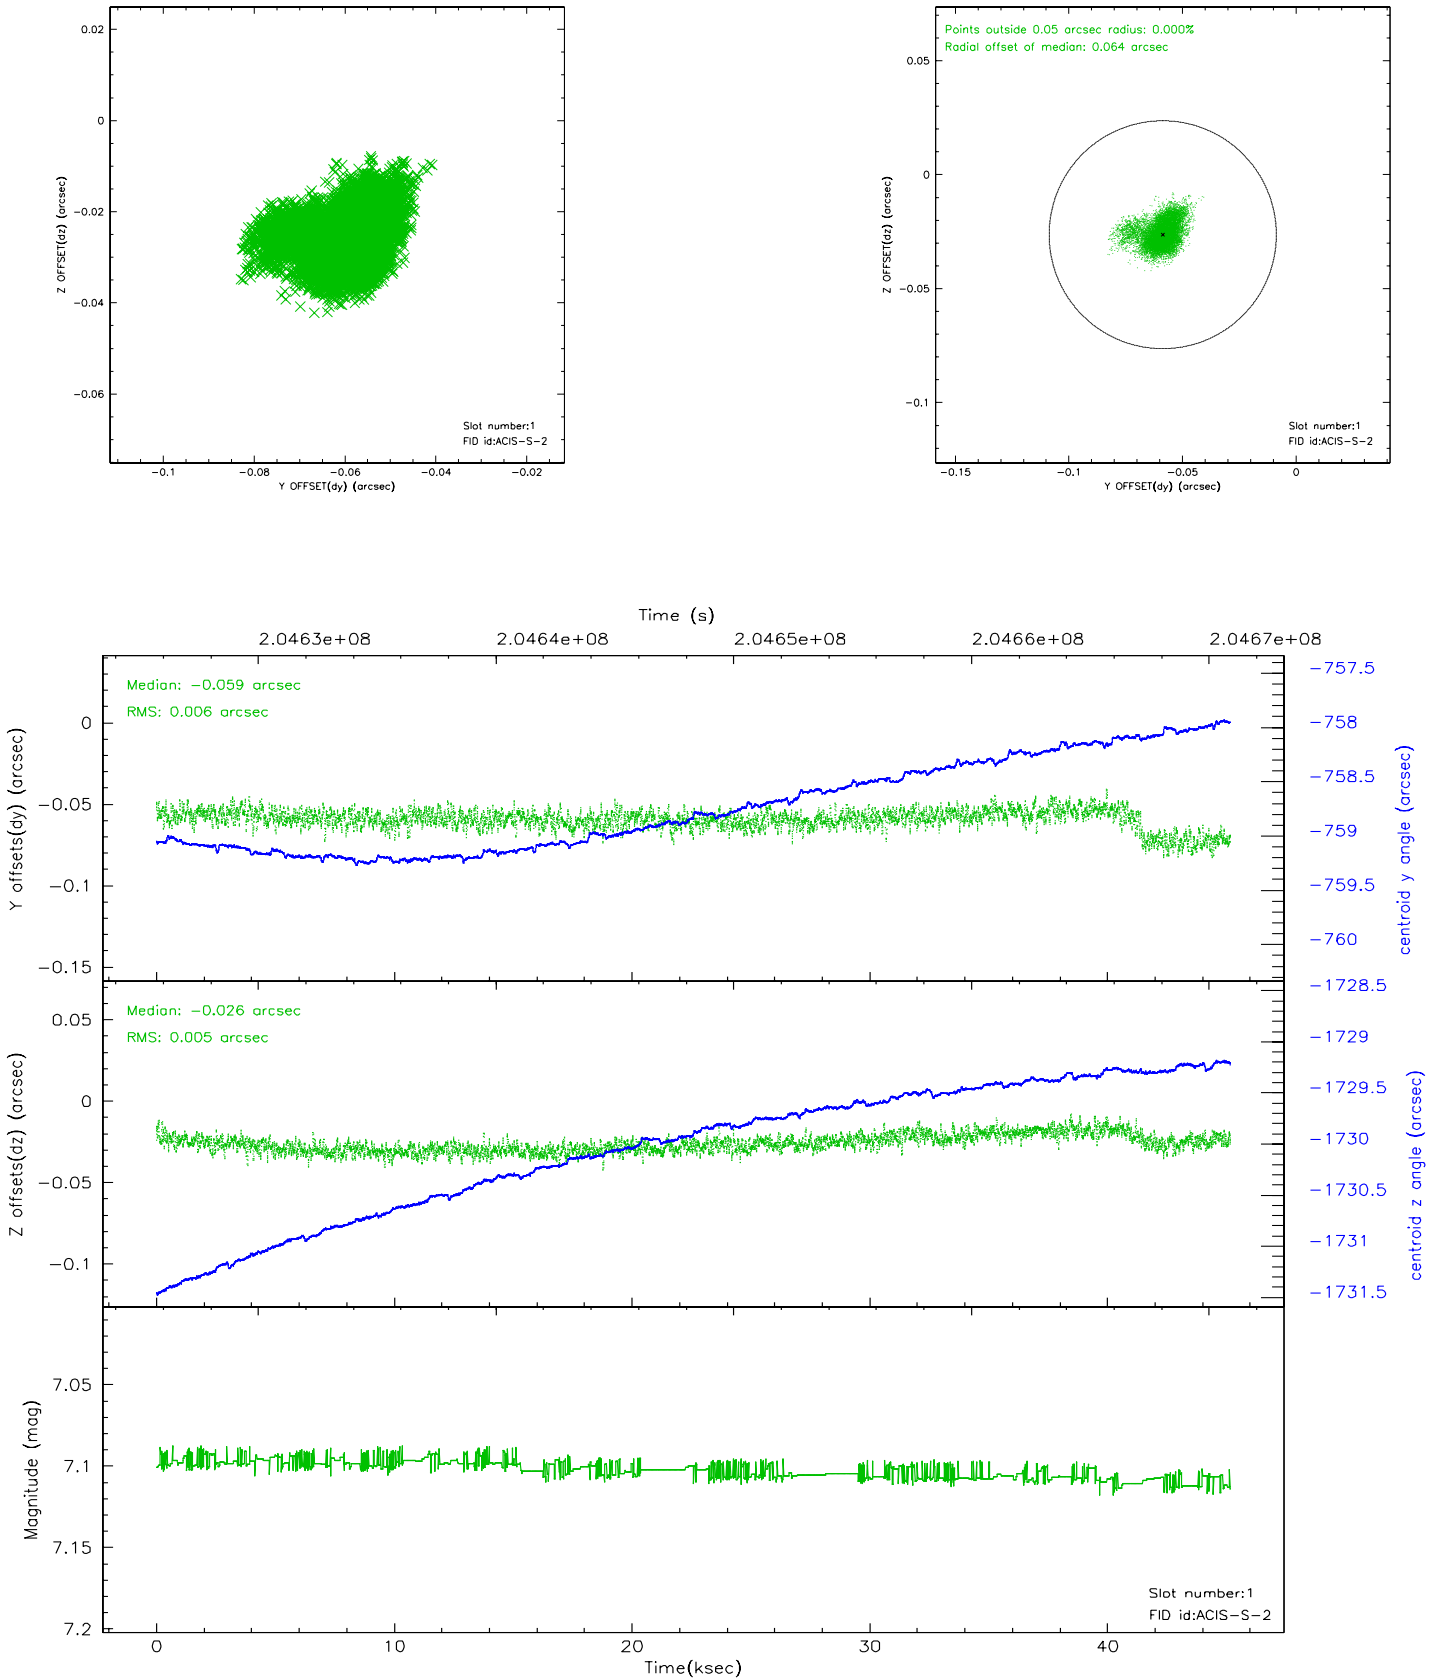 0.02
0
−0.02
−0.04
−0.06
Z OFFSET(dz) (arcsec)
Slot number:1
FID id:ACIS−S−2
−0.1 −0.08 −0.06 −0.04 −0.02
Y OFFSET(dy) (arcsec)
Points outside 0.05 arcsec radius: 0.000%
Radial offset of median: 0.064 arcsec
0.05
0
−0.05
−0.1
Z OFFSET(dz) (arcsec)
Slot number:1
FID id:ACIS−S−2
−0.15 −0.1 −0.05 0
Y OFFSET(dy) (arcsec)
Time (s)
2.0463e+08 2.0464e+08 2.0465e+08 2.0466e+08 2.0467e+08
Median: −0.059 arcsec
RMS: 0.006 arcsec
0
−0.05
−0.1
−0.15
Y offsets(dy) (arcsec)
−757.5
−758
−758.5
−759
−759.5
−760
centroid y angle (arcsec)
Median: −0.026 arcsec
RMS: 0.005 arcsec
0.05
0
−0.05
−0.1
Z offsets(dz) (arcsec)
−1728.5
−1729
−1729.5
−1730
−1730.5
−1731
−1731.5
centroid z angle (arcsec)
7.05
7.1
7.15
7.2
Magnitude (mag)
Slot number:1
FID id:ACIS−S−2
0 10 20 30 40
Time(ksec)